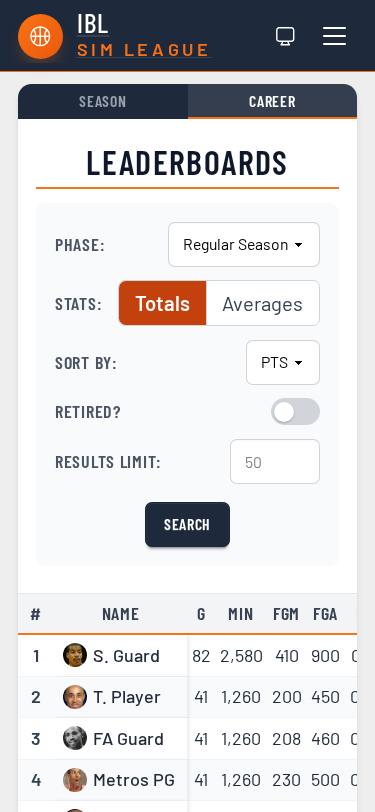 IBL
SIM LEAGUE
SEASON CAREER
LEADERBOARDS
PHASE: Regular Season
STATS: Totals Averages
SORT BY: PTS
RETIRED?
RESULTS LIMIT: 50
SEARCH
# NAME G MIN FGM FGA
1 S. Guard 82 2,580 410 900
2 T. Player 41 1,260 200 450
3 FA Guard 41 1,260 208 460
4 Metros PG 41 1,260 230 500